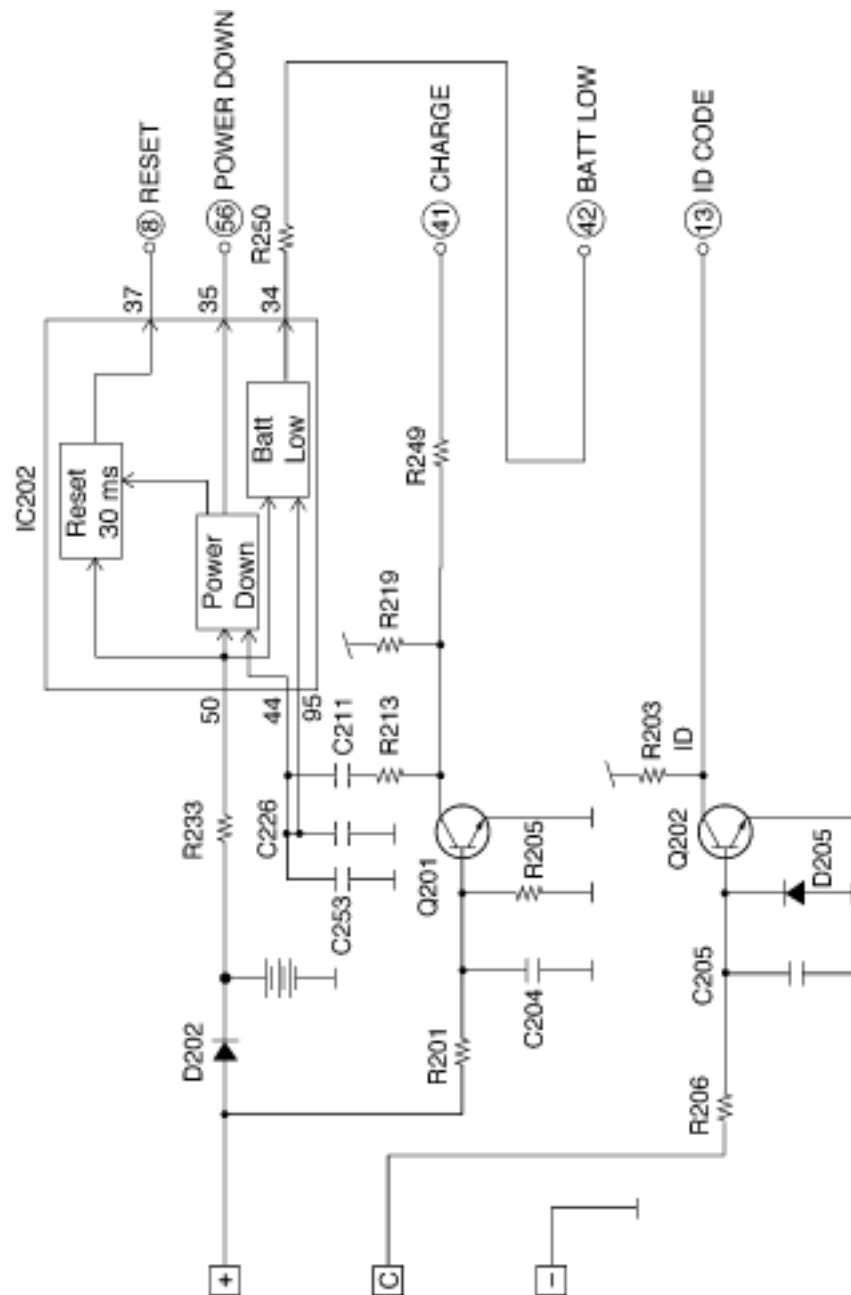 IC202
Reset
30 ms
Power
Down
Batt
Low
37
35
34
50
44
95
8 RESET
56 POWER DOWN
R250
41 CHARGE
42 BATT LOW
13 ID CODE
D202
R233
C253
C226
C211
R213
R219
R249
R201
C204
Q201
R205
R203
ID
R206
C205
Q202
D205
+
C
−